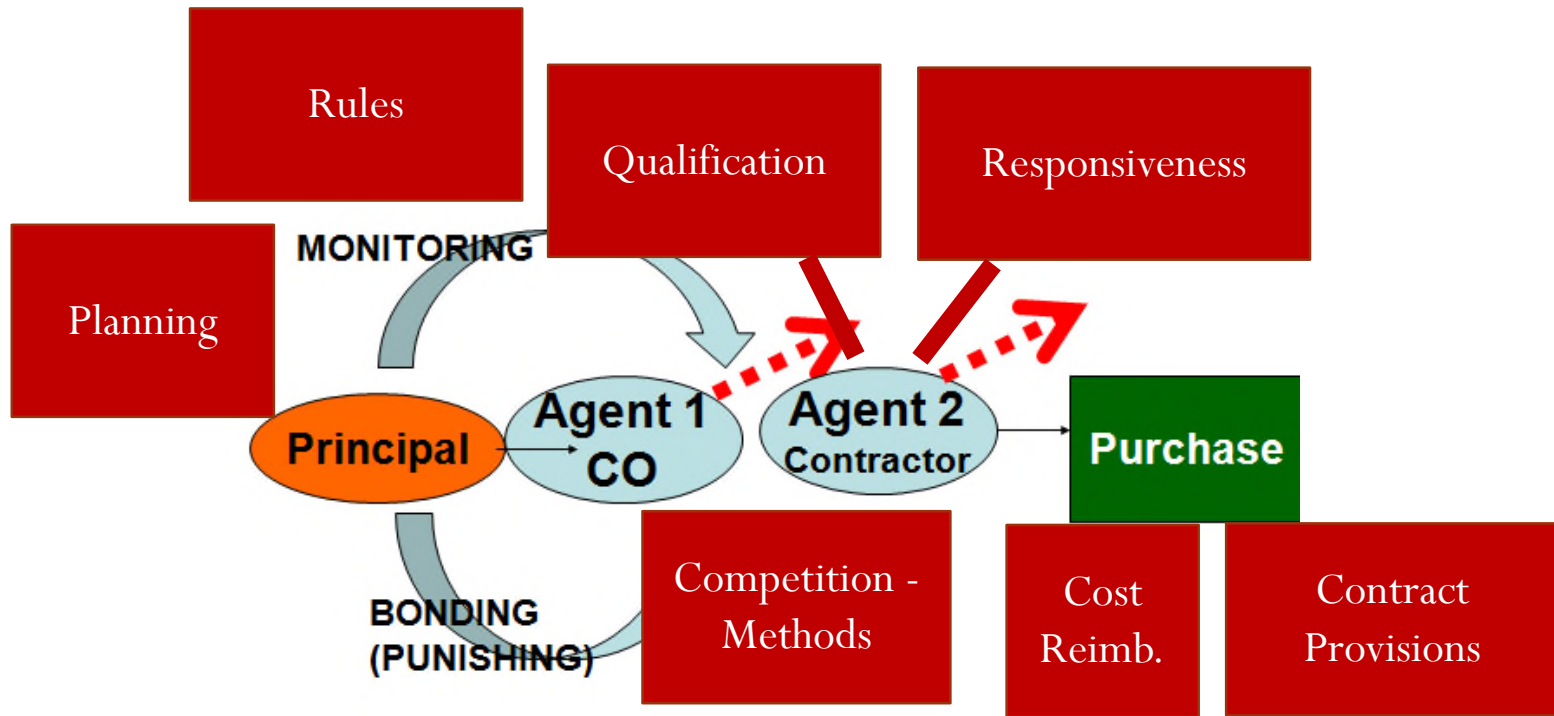 Rules
Qualification
Responsiveness
MONITORING
Planning
Principal
Agent 1
CO
Agent 2
Contractor
Purchase
BONDING
(PUNISHING)
Competition -
Methods
Cost
Reimb.
Contract
Provisions